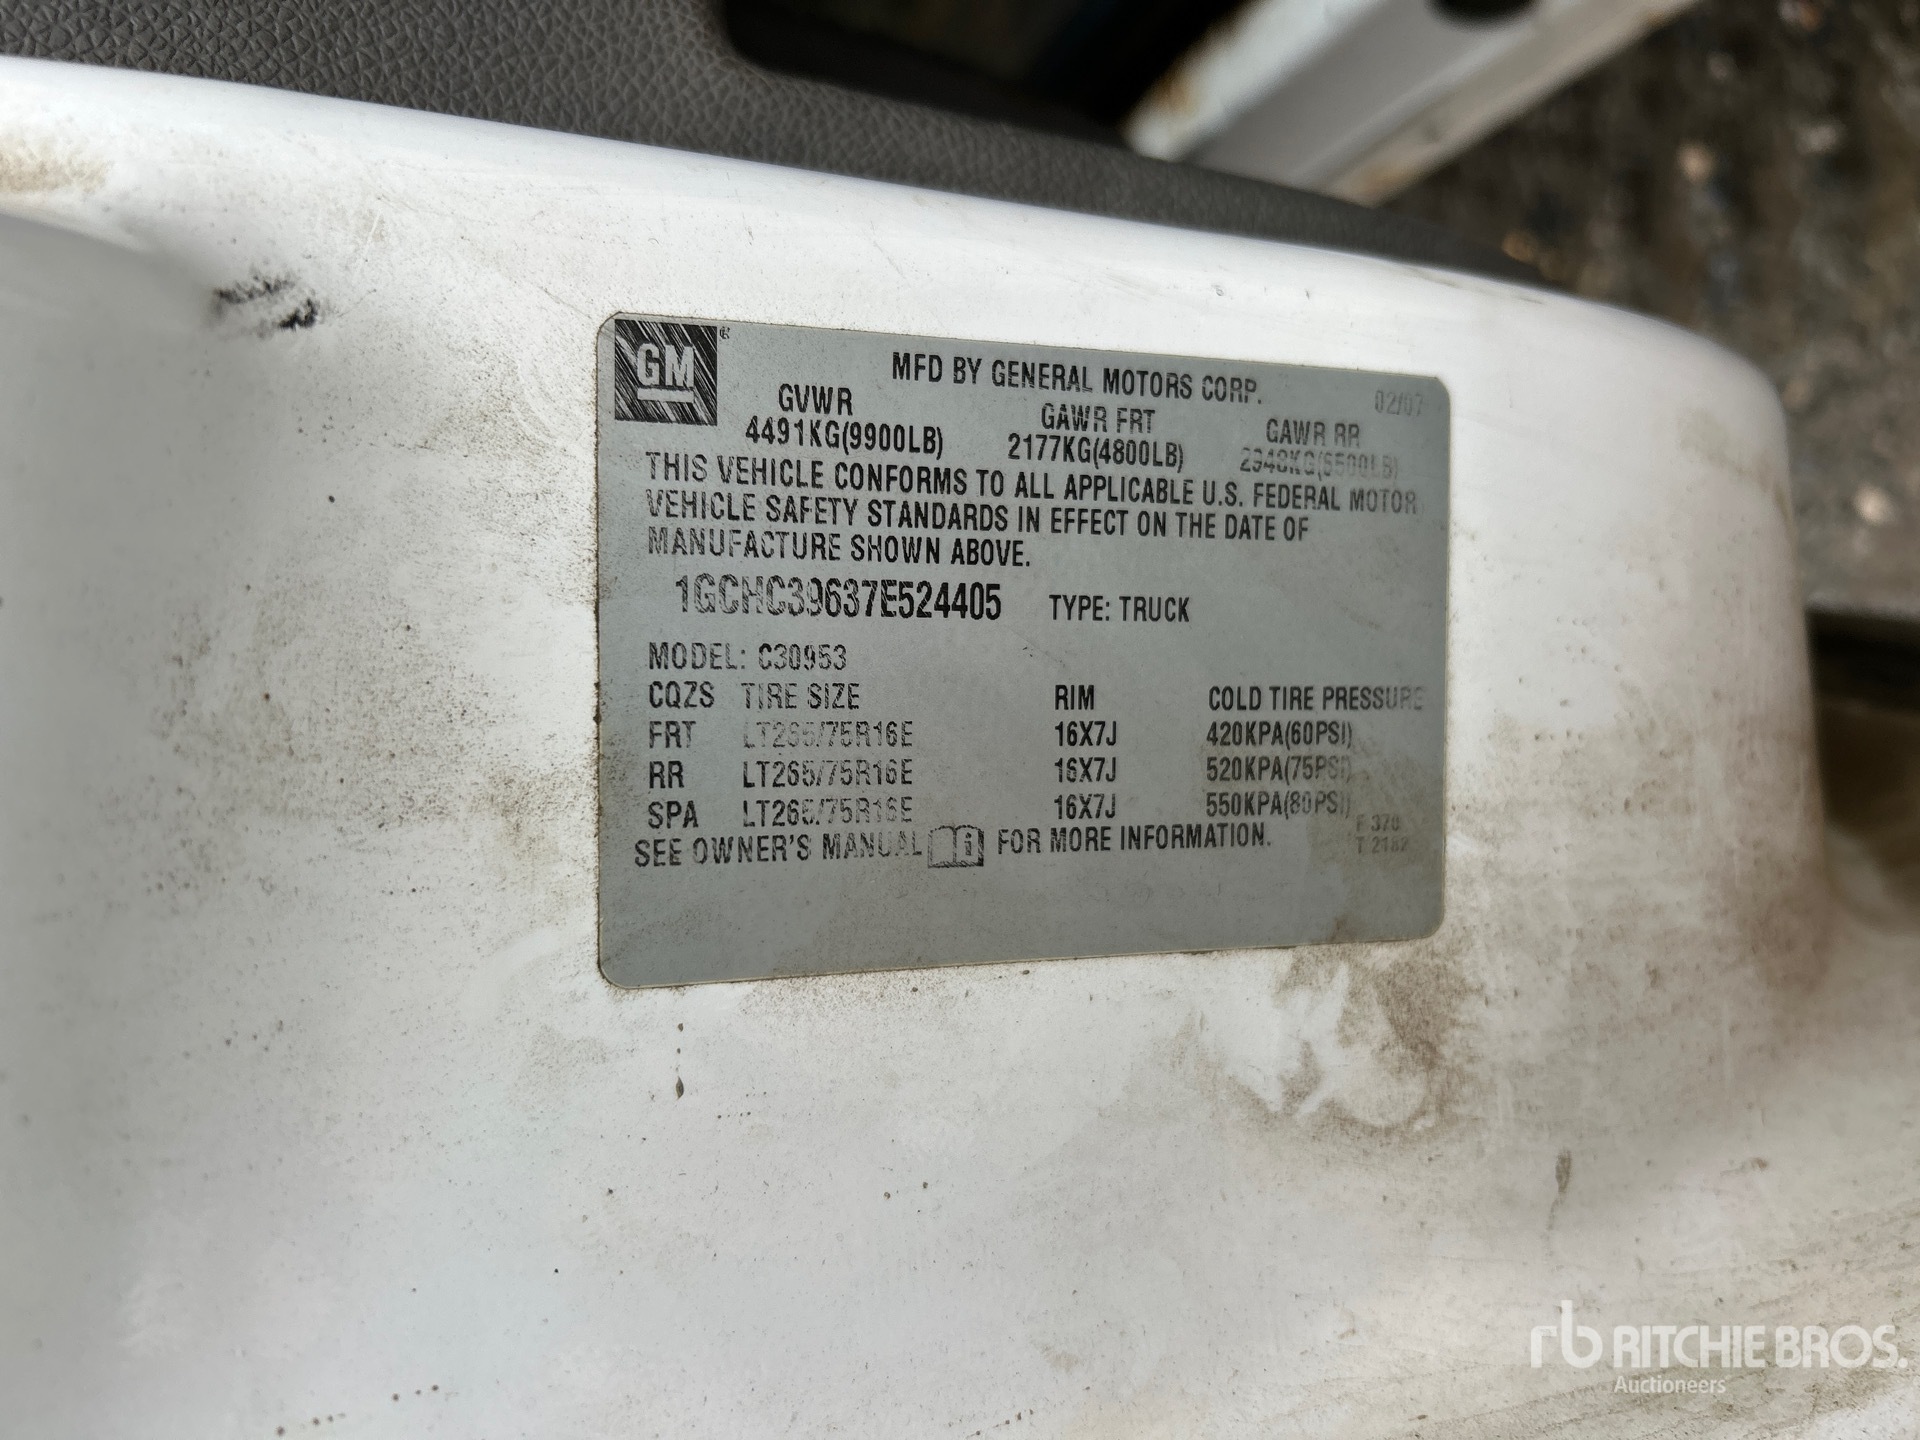 GM
MFD BY GENERAL MOTORS CORP. 02/07
GVWR GAWR FRT GAWR RR
4491KG(9900LB) 2177KG(4800LB) 2948KG(6500LB)
THIS VEHICLE CONFORMS TO ALL APPLICABLE U.S. FEDERAL MOTOR
VEHICLE SAFETY STANDARDS IN EFFECT ON THE DATE OF
MANUFACTURE SHOWN ABOVE.
1GCHC39637E524405 TYPE: TRUCK
MODEL: C30953
CQZS TIRE SIZE RIM COLD TIRE PRESSURE
FRT LT265/75R16E 16X7J 420KPA(60PSI)
RR LT265/75R16E 16X7J 520KPA(75PSI)
SPA LT265/75R16E 16X7J 550KPA(80PSI)
SEE OWNER'S MANUAL FOR MORE INFORMATION.
rb RITCHIE BROS.
Auctioneers